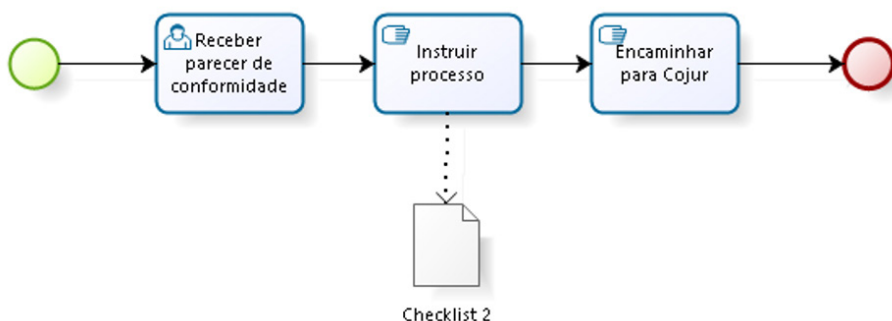 Receber
parecer de
conformidade
Instruir
processo
Encaminhar
para Cojur
Checklist 2